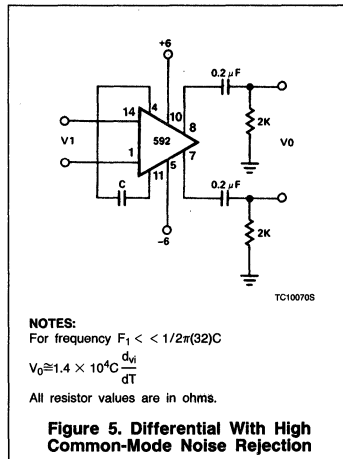 +6
0.2 μF
4
14
10
8
V1
592
2K
V0
1
7
11
5
0.2 μF
C
2K
−6
TC10070S
NOTES:
For frequency F₁ < < 1/2π(32)C
V₀≅1.4 × 10⁴C dvi/dT
All resistor values are in ohms.
Figure 5. Differential With High
Common-Mode Noise Rejection